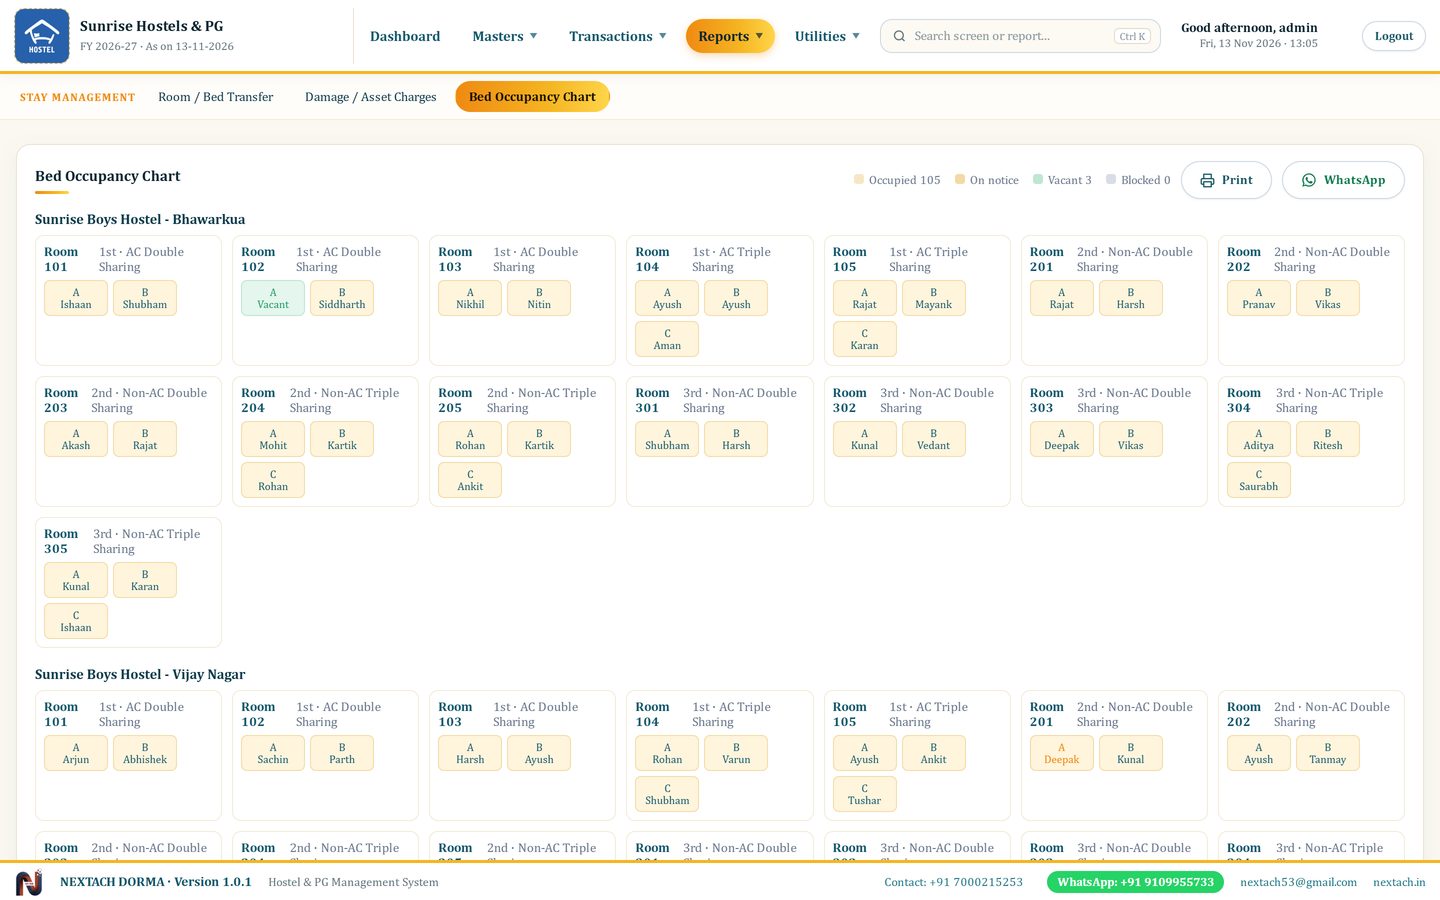 HOSTEL
Sunrise Hostels & PG
FY 2026-27 · As on 13-11-2026
Dashboard
Masters
Transactions
Reports
Utilities
Search screen or report...
Ctrl K
Good afternoon, admin
Fri, 13 Nov 2026 · 13:05
Logout
STAY MANAGEMENT
Room / Bed Transfer
Damage / Asset Charges
Bed Occupancy Chart
Bed Occupancy Chart
Occupied 105
On notice
Vacant 3
Blocked 0
Print
WhatsApp
Sunrise Boys Hostel - Bhawarkua
Room 101
1st · AC Double Sharing
A Ishaan
B Shubham
Room 102
1st · AC Double Sharing
A Vacant
B Siddharth
Room 103
1st · AC Double Sharing
A Nikhil
B Nitin
Room 104
1st · AC Triple Sharing
A Ayush
B Ayush
C Aman
Room 105
1st · AC Triple Sharing
A Rajat
B Mayank
C Karan
Room 201
2nd · Non-AC Double Sharing
A Rajat
B Harsh
Room 202
2nd · Non-AC Double Sharing
A Pranav
B Vikas
Room 203
2nd · Non-AC Double Sharing
A Akash
B Rajat
Room 204
2nd · Non-AC Triple Sharing
A Mohit
B Kartik
C Rohan
Room 205
2nd · Non-AC Triple Sharing
A Rohan
B Kartik
C Ankit
Room 301
3rd · Non-AC Double Sharing
A Shubham
B Harsh
Room 302
3rd · Non-AC Double Sharing
A Kunal
B Vedant
Room 303
3rd · Non-AC Double Sharing
A Deepak
B Vikas
Room 304
3rd · Non-AC Triple Sharing
A Aditya
B Ritesh
C Saurabh
Room 305
3rd · Non-AC Triple Sharing
A Kunal
B Karan
C Ishaan
Sunrise Boys Hostel - Vijay Nagar
Room 101
1st · AC Double Sharing
A Arjun
B Abhishek
Room 102
1st · AC Double Sharing
A Sachin
B Parth
Room 103
1st · AC Double Sharing
A Harsh
B Ayush
Room 104
1st · AC Triple Sharing
A Rohan
B Varun
C Shubham
Room 105
1st · AC Triple Sharing
A Ayush
B Ankit
C Tushar
Room 201
2nd · Non-AC Double Sharing
A Deepak
B Kunal
Room 202
2nd · Non-AC Double Sharing
A Ayush
B Tanmay
Room
2nd · Non-AC Double
Room
2nd · Non-AC Triple
Room
2nd · Non-AC Triple
Room
3rd · Non-AC Double
Room
3rd · Non-AC Double
Room
3rd · Non-AC Double
Room
3rd · Non-AC Triple
NEXTACH DORMA · Version 1.0.1
Hostel & PG Management System
Contact: +91 7000215253
WhatsApp: +91 9109955733
nextach53@gmail.com
nextach.in